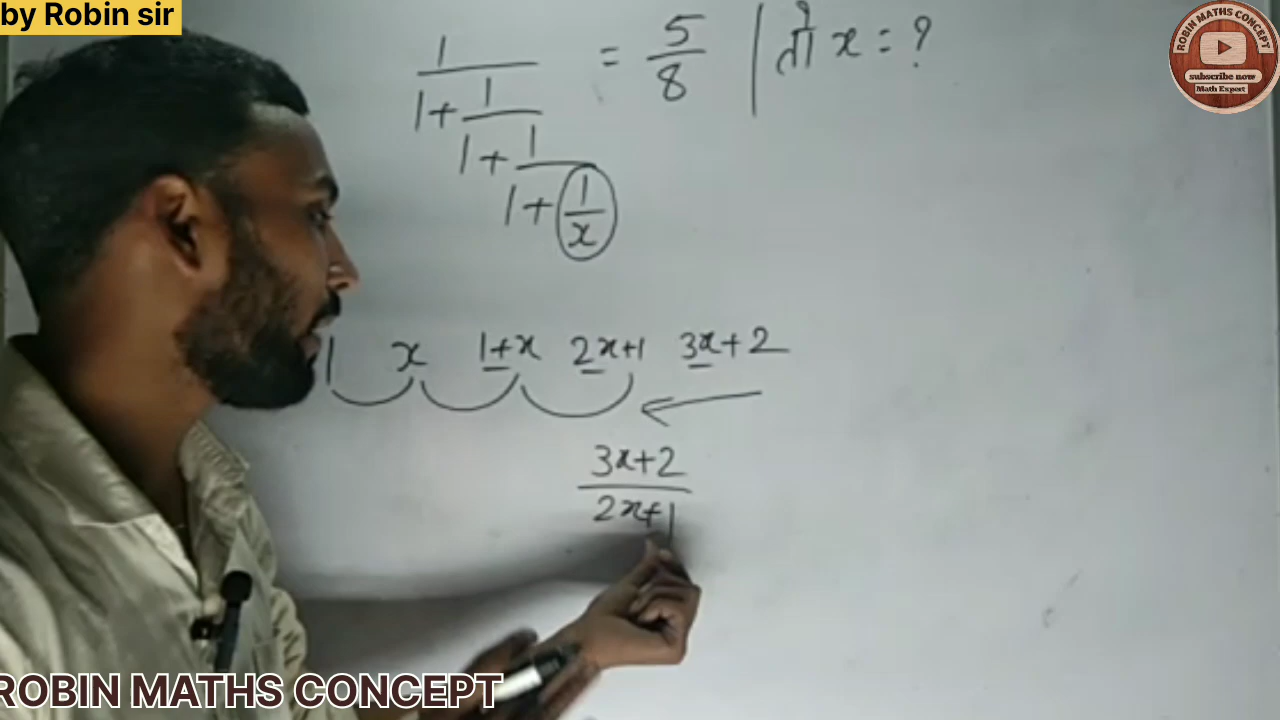 by Robin sir
ROBIN MATHS CONCEPT
subscribe now
Math Expert
1
1+ 1 = 5/8 | तो x = ?
1+ 1
1+ 1/x
1 x 1+x 2x+1 3x+2
3x+2
2x+1
ROBIN MATHS CONCEPT